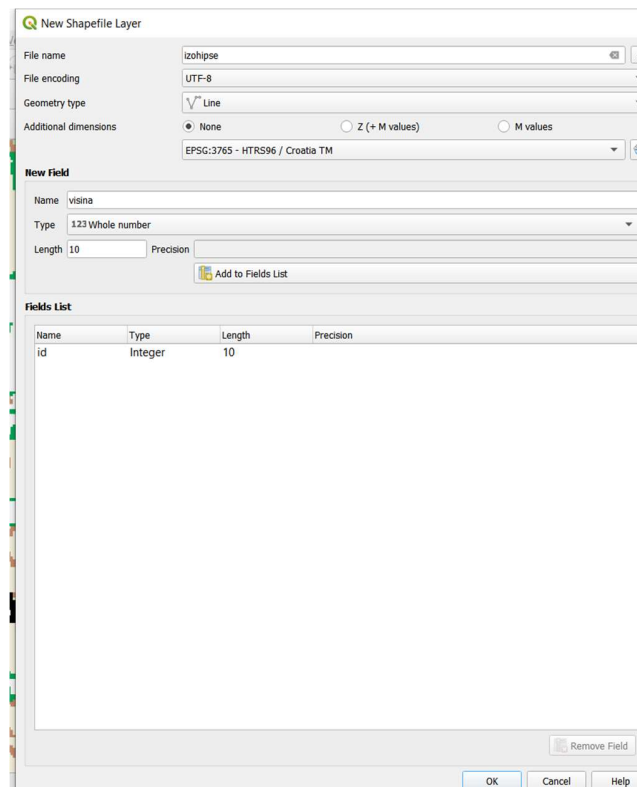 New Shapefile Layer
File name izohipse
File encoding UTF-8
Geometry type Line
Additional dimensions None Z (+ M values) M values
EPSG:3765 - HTRS96 / Croatia TM
New Field
Name visina
Type 123 Whole number
Length 10 Precision
Add to Fields List
Fields List
Name Type Length Precision
id Integer 10
Remove Field
OK Cancel Help